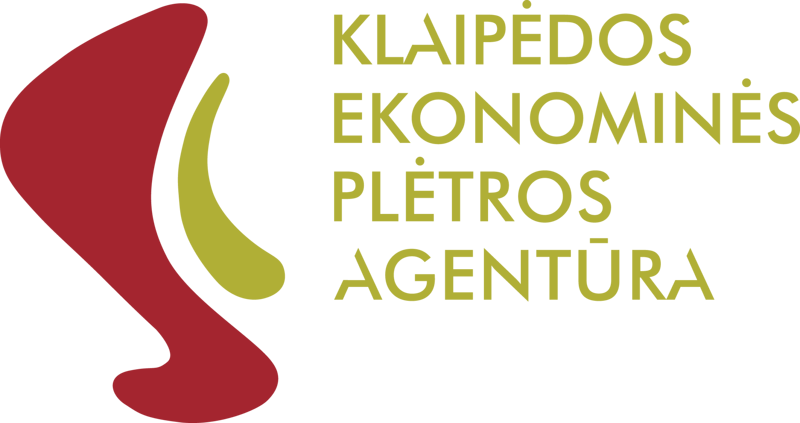 KLAIPĖDOS
EKONOMINĖS
PLĖTROS
AGENTŪRA